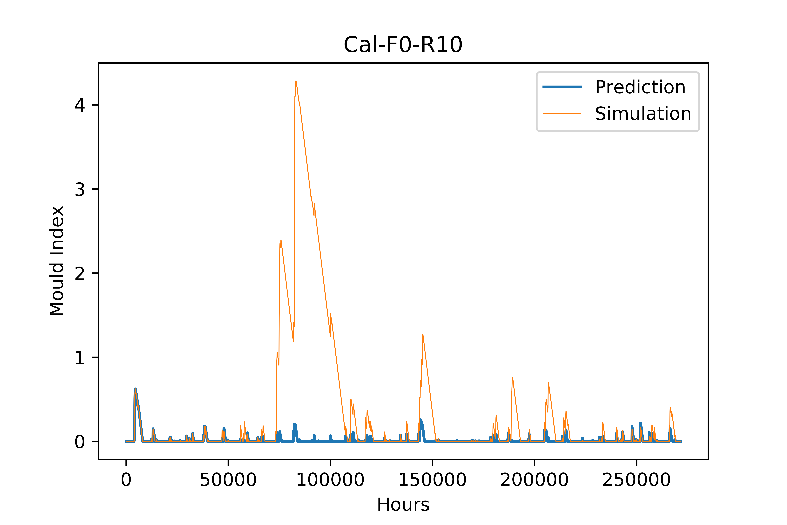 Cal-F0-R10
Prediction
Simulation
4
3
2
1
0
Mould Index
0
50000
100000
150000
200000
250000
Hours